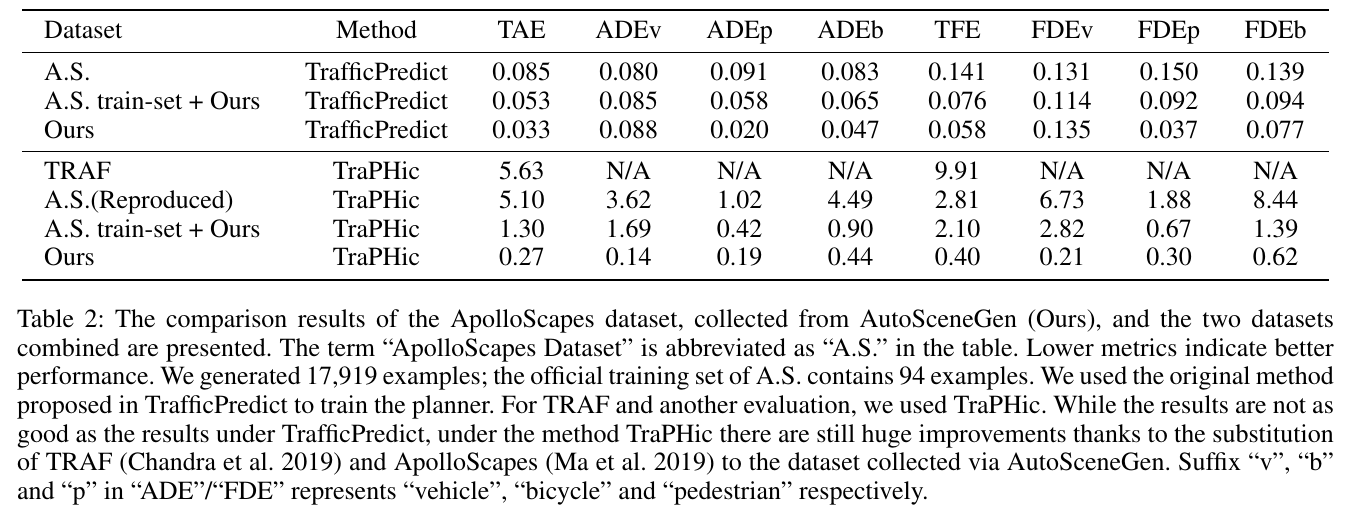 Dataset Method TAE ADEv ADEp ADEb TFE FDEv FDEp FDEb
A.S. TrafficPredict 0.085 0.080 0.091 0.083 0.141 0.131 0.150 0.139
A.S. train-set + Ours TrafficPredict 0.053 0.085 0.058 0.065 0.076 0.114 0.092 0.094
Ours TrafficPredict 0.033 0.088 0.020 0.047 0.058 0.135 0.037 0.077
TRAF TraPHic 5.63 N/A N/A N/A 9.91 N/A N/A N/A
A.S.(Reproduced) TraPHic 5.10 3.62 1.02 4.49 2.81 6.73 1.88 8.44
A.S. train-set + Ours TraPHic 1.30 1.69 0.42 0.90 2.10 2.82 0.67 1.39
Ours TraPHic 0.27 0.14 0.19 0.44 0.40 0.21 0.30 0.62
Table 2: The comparison results of the ApolloScapes dataset, collected from AutoSceneGen (Ours), and the two datasets
combined are presented. The term “ApolloScapes Dataset” is abbreviated as “A.S.” in the table. Lower metrics indicate better
performance. We generated 17,919 examples; the official training set of A.S. contains 94 examples. We used the original method
proposed in TrafficPredict to train the planner. For TRAF and another evaluation, we used TraPHic. While the results are not as
good as the results under TrafficPredict, under the method TraPHic there are still huge improvements thanks to the substitution
of TRAF (Chandra et al. 2019) and ApolloScapes (Ma et al. 2019) to the dataset collected via AutoSceneGen. Suffix “v”, “b”
and “p” in “ADE”/“FDE” represents “vehicle”, “bicycle” and “pedestrian” respectively.